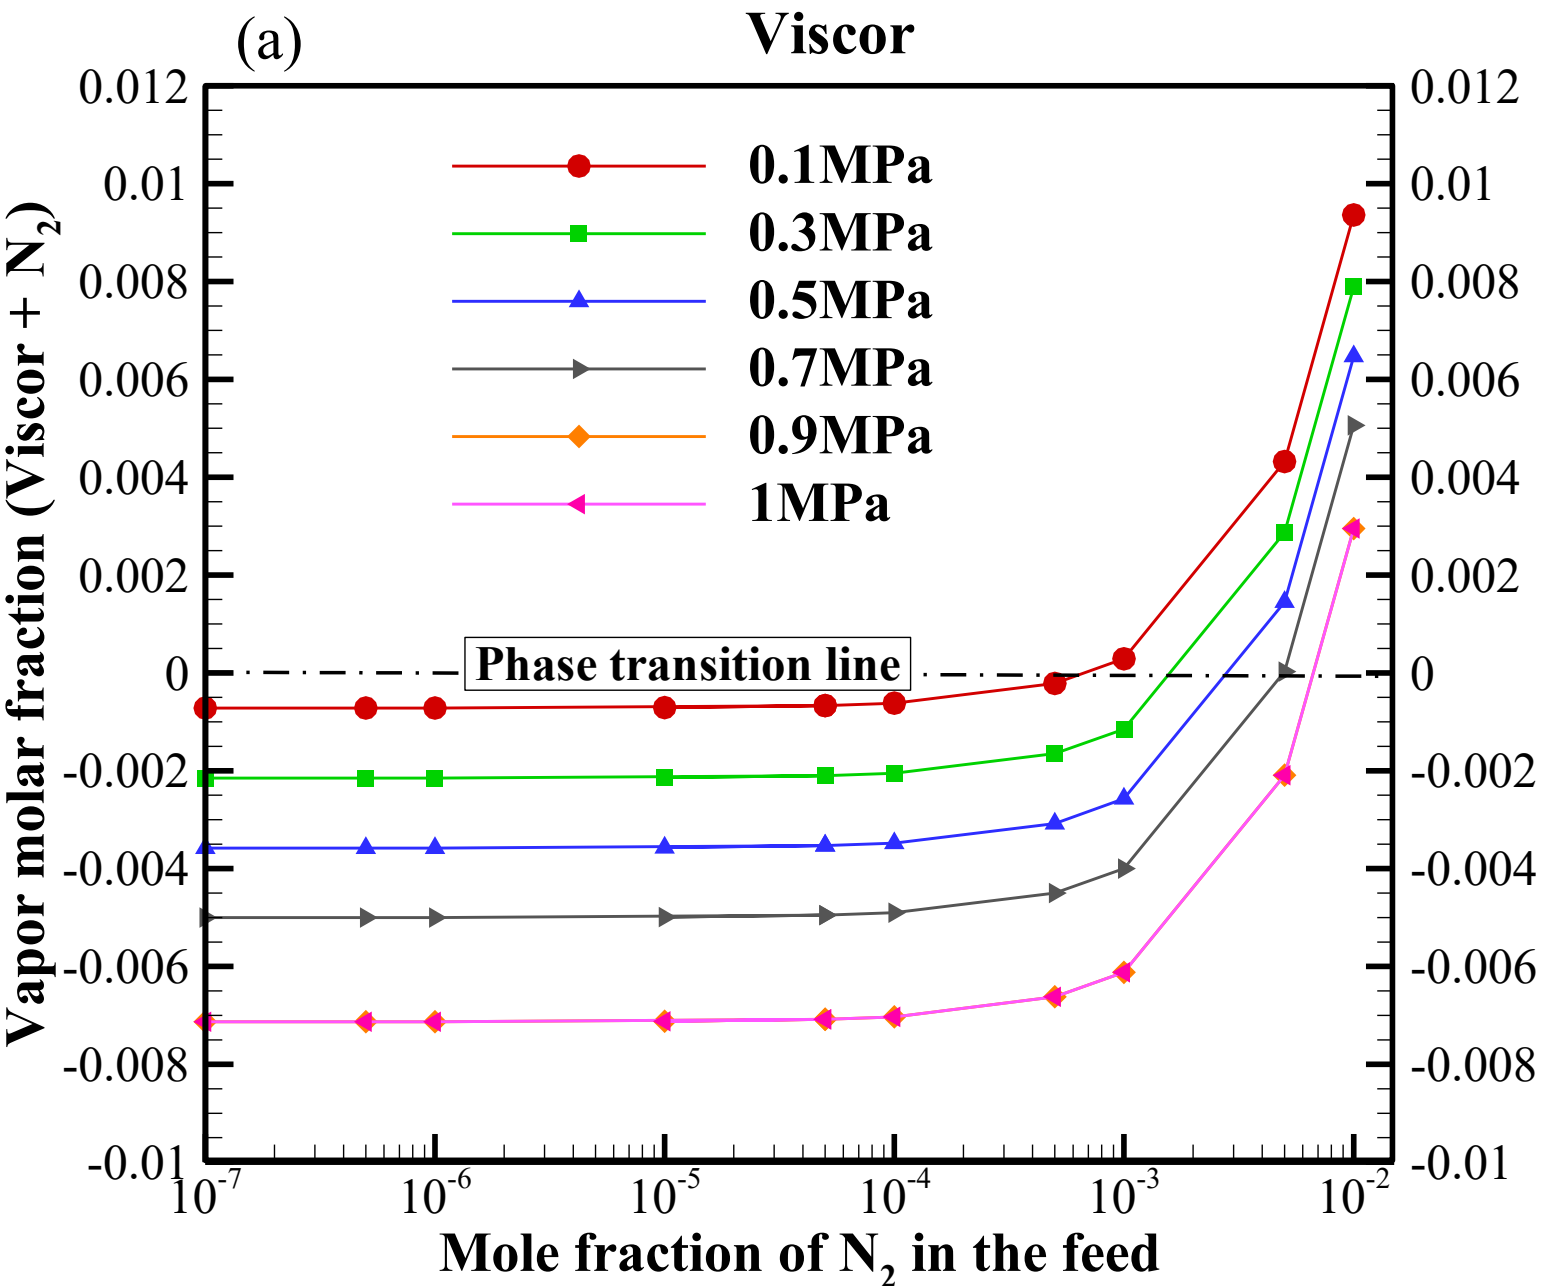 (a)
Viscor
0.012
0.01
0.008
0.006
0.004
0.002
0
-0.002
-0.004
-0.006
-0.008
-0.01
Vapor molar fraction (Viscor + N₂)
0.1MPa
0.3MPa
0.5MPa
0.7MPa
0.9MPa
1MPa
Phase transition line
0.012
0.01
0.008
0.006
0.004
0.002
0
-0.002
-0.004
-0.006
-0.008
-0.01
10⁻⁷ 10⁻⁶ 10⁻⁵ 10⁻⁴ 10⁻³ 10⁻²
Mole fraction of N₂ in the feed